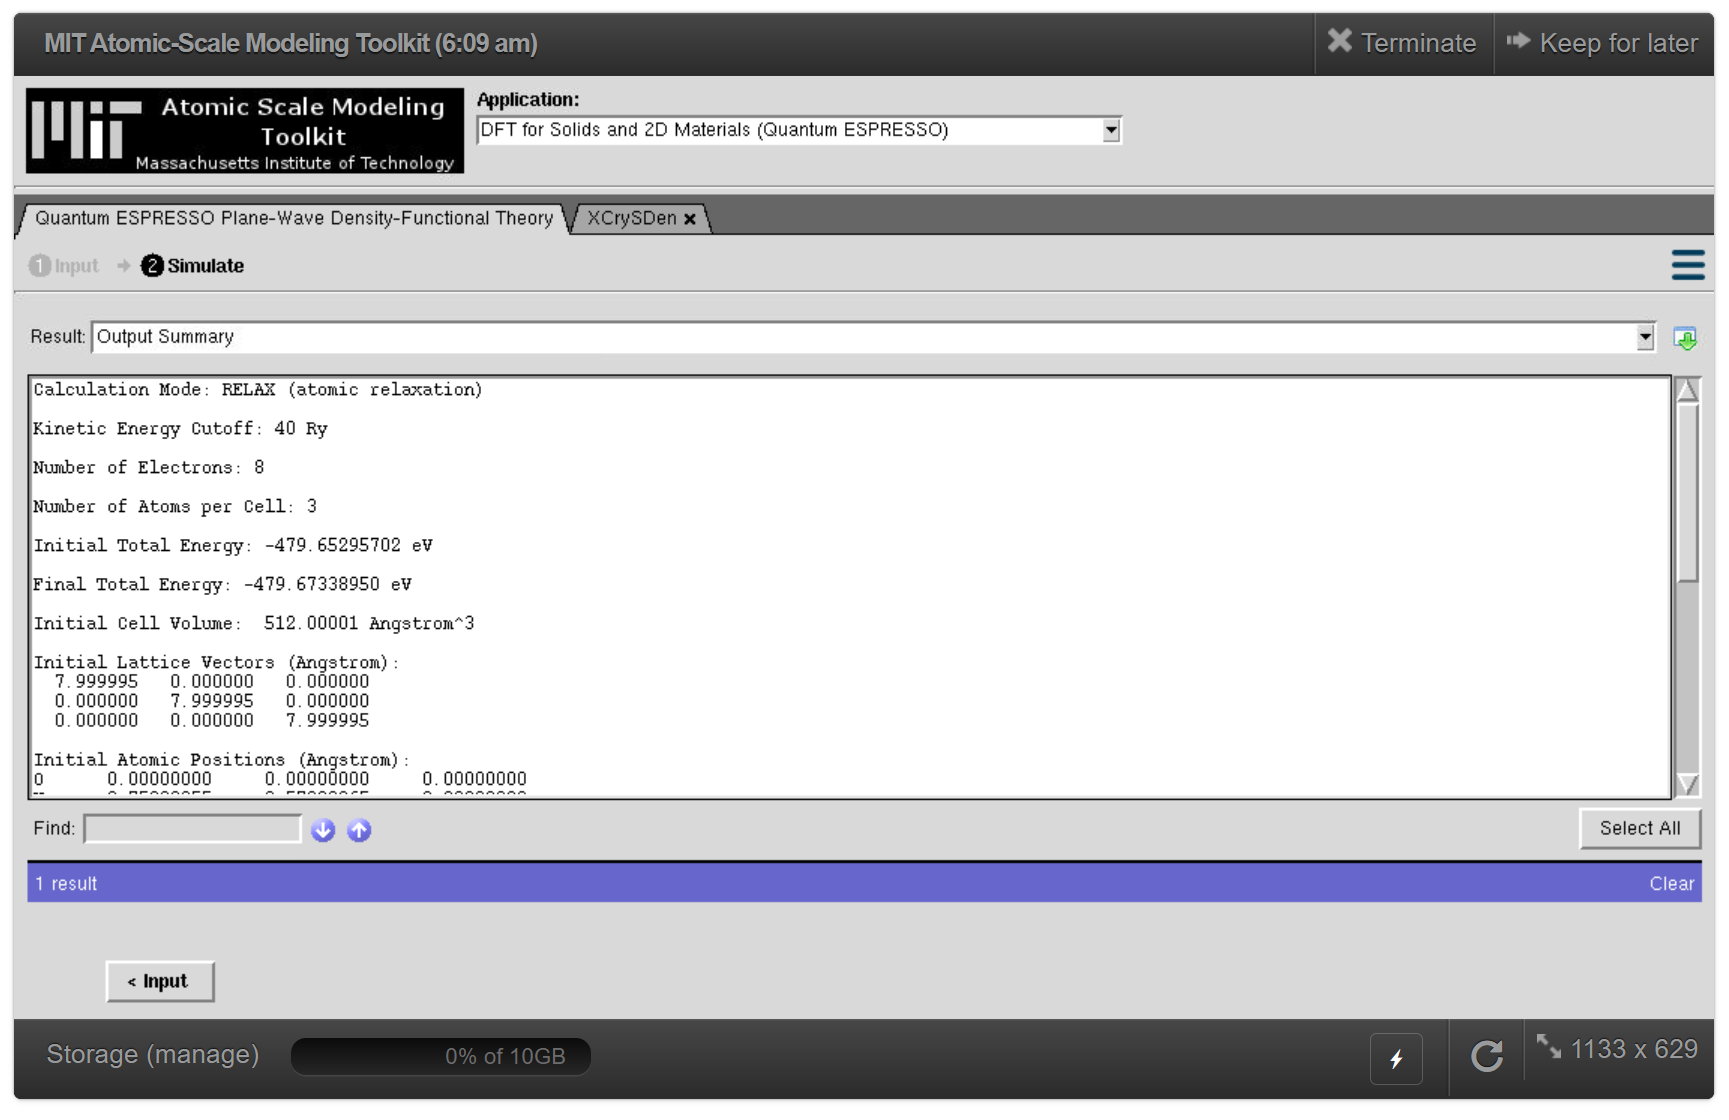 MIT Atomic-Scale Modeling Toolkit (6:09 am)
Terminate
Keep for later
MIT
Atomic Scale Modeling
Toolkit
Massachusetts Institute of Technology
Application:
DFT for Solids and 2D Materials (Quantum ESPRESSO)
Quantum ESPRESSO Plane-Wave Density-Functional Theory
XCrySDen
1 Input
2 Simulate
Result: Output Summary
Calculation Mode: RELAX (atomic relaxation)
Kinetic Energy Cutoff: 40 Ry
Number of Electrons: 8
Number of Atoms per Cell: 3
Initial Total Energy: -479.65295702 eV
Final Total Energy: -479.67338950 eV
Initial Cell Volume: 512.00001 Angstrom^3
Initial Lattice Vectors (Angstrom):
7.999995 0.000000 0.000000
0.000000 7.999995 0.000000
0.000000 0.000000 7.999995
Initial Atomic Positions (Angstrom):
O 0.00000000 0.00000000 0.00000000
Find:
Select All
1 result
Clear
< Input
Storage (manage)
0% of 10GB
1133 x 629